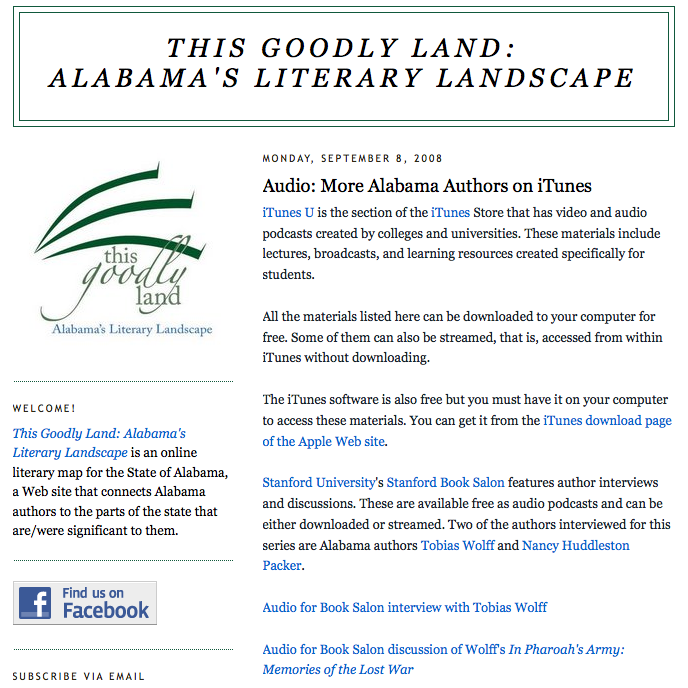 THIS GOODLY LAND:
ALABAMA'S LITERARY LANDSCAPE
this
goodly
land
Alabama's Literary Landscape
WELCOME!
This Goodly Land: Alabama's
Literary Landscape is an online
literary map for the State of Alabama,
a Web site that connects Alabama
authors to the parts of the state that
are/were significant to them.
Find us on
Facebook
SUBSCRIBE VIA EMAIL
MONDAY, SEPTEMBER 8, 2008
Audio: More Alabama Authors on iTunes
iTunes U is the section of the iTunes Store that has video and audio
podcasts created by colleges and universities. These materials include
lectures, broadcasts, and learning resources created specifically for
students.
All the materials listed here can be downloaded to your computer for
free. Some of them can also be streamed, that is, accessed from within
iTunes without downloading.
The iTunes software is also free but you must have it on your computer
to access these materials. You can get it from the iTunes download page
of the Apple Web site.
Stanford University's Stanford Book Salon features author interviews
and discussions. These are available free as audio podcasts and can be
either downloaded or streamed. Two of the authors interviewed for this
series are Alabama authors Tobias Wolff and Nancy Huddleston
Packer.
Audio for Book Salon interview with Tobias Wolff
Audio for Book Salon discussion of Wolff's In Pharoah's Army:
Memories of the Lost War